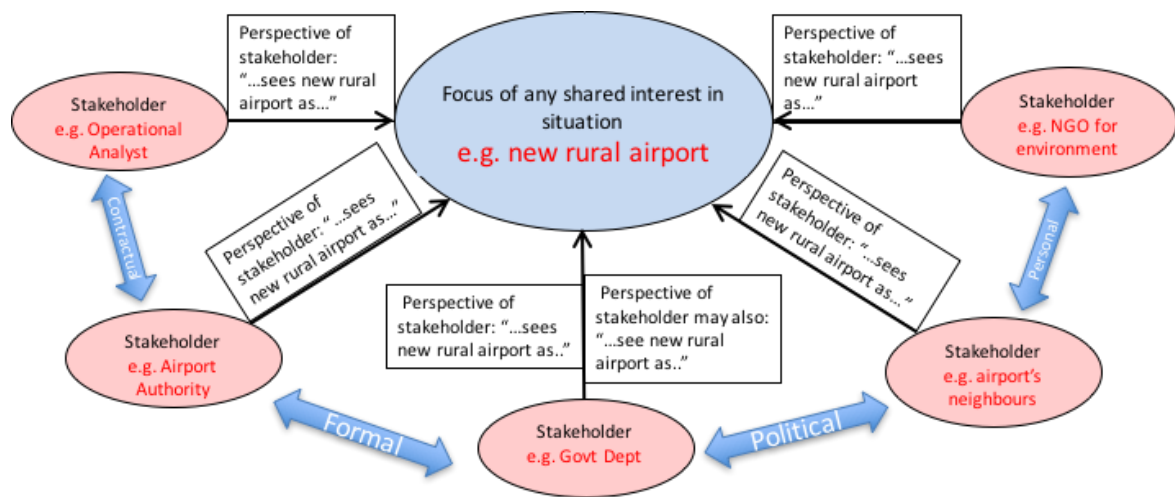 Perspective of
stakeholder:
“...sees new rural
airport as...”
Stakeholder
e.g. Operational
Analyst
Focus of any shared interest in
situation
e.g. new rural airport
Perspective of
stakeholder: “...sees
new rural airport
as...”
Stakeholder
e.g. NGO for
environment
Contractual
Perspective of
stakeholder: “ ...sees
new rural airport as...”
Perspective of
stakeholder: “...sees
new rural airport
as...”
Personal
Stakeholder
e.g. Airport
Authority
Perspective of
stakeholder: “...sees
new rural airport as..”
Perspective of
stakeholder may also:
“...see new rural
airport as..”
Stakeholder
e.g. airport’s
neighbours
Formal
Stakeholder
e.g. Govt Dept
Political